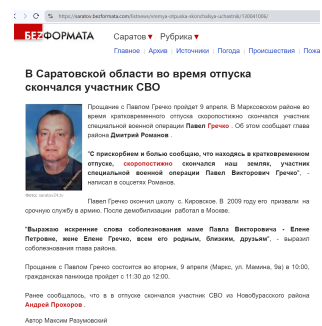 https://saratov.bezformata.com/listnews/vremya-otpuska-skonchalsya-uchastnik/130041086/
БЕZФОРМАТА Саратов ▾ Рубрика ▾
Главное Архив Источники Погода Происшествия
В Саратовской области во время отпуска
скончался участник СВО
Прощание с Павлом Гречко пройдет 9 апреля. В Марксовском районе во
время кратковременного отпуска скоропостижно скончался участник
специальной военной операции Павел Гречко . Об этом сообщает глава
района Дмитрий Романов .
"С прискорбием и болью сообщаю, что находясь в кратковременном
отпуске, скоропостижно скончался наш земляк, участник
специальной военной операции Павел Викторович Гречко", -
написал в соцсетях Романов.
Павел Гречко окончил школу с. Кировское. В 2009 году его призвали на
срочную службу в армию. После демобилизации работал в Москве.
"Выражаю искренние слова соболезнования маме Павла Викторовича - Елене
Петровне, жене Елене Гречко, всем его родным, близким, друзьям", - выразил
соболезнования глава района.
Прощание с Павлом Гречко состоится во вторник, 9 апреля (Маркс, ул. Мамина, 9а) в 10:00,
гражданская панихида пройдет с 11:30 до 12:00.
Ранее сообщалось, что в в отпуске скончался участник СВО из Новобурасского района
Андрей Прохоров .
Автор Максим Разумовский